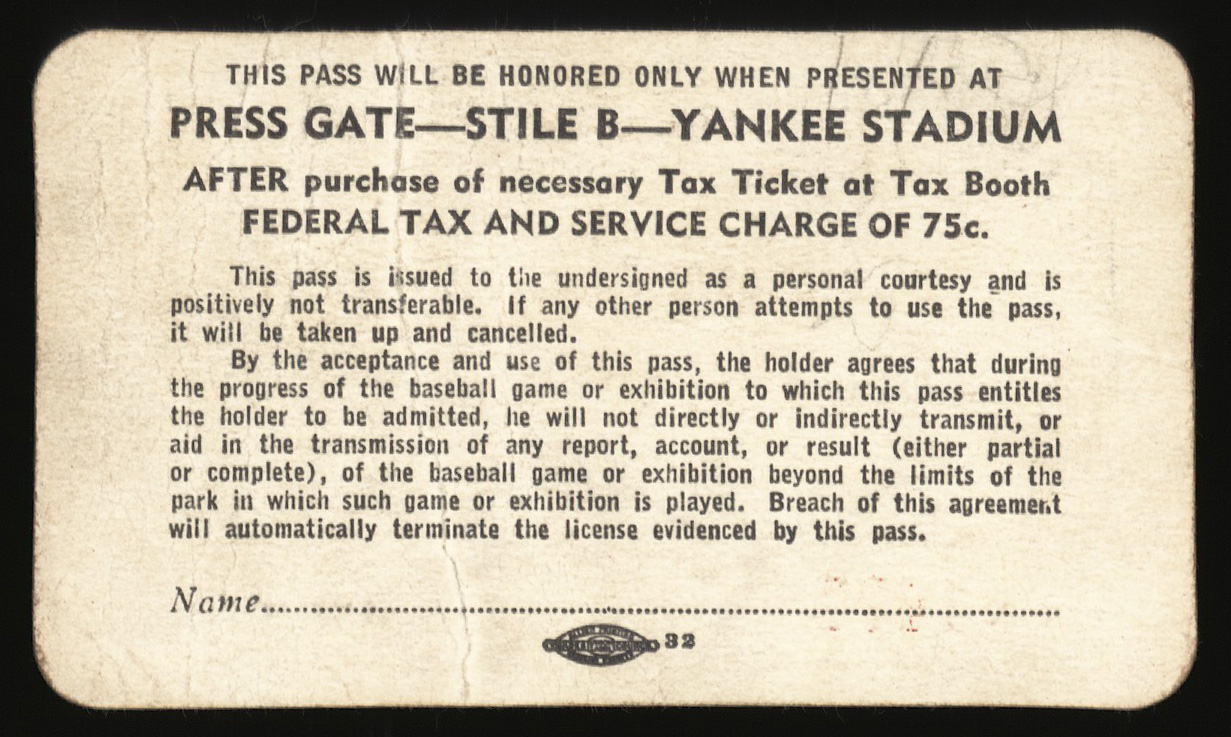 THIS PASS WILL BE HONORED ONLY WHEN PRESENTED AT
PRESS GATE—STILE B—YANKEE STADIUM
AFTER purchase of necessary Tax Ticket at Tax Booth
FEDERAL TAX AND SERVICE CHARGE OF 75c.
This pass is issued to the undersigned as a personal courtesy and is
positively not transferable. If any other person attempts to use the pass,
it will be taken up and cancelled.
By the acceptance and use of this pass, the holder agrees that during
the progress of the baseball game or exhibition to which this pass entitles
the holder to be admitted, he will not directly or indirectly transmit, or
aid in the transmission of any report, account, or result (either partial
or complete), of the baseball game or exhibition beyond the limits of the
park in which such game or exhibition is played. Breach of this agreement
will automatically terminate the license evidenced by this pass.
Name
32